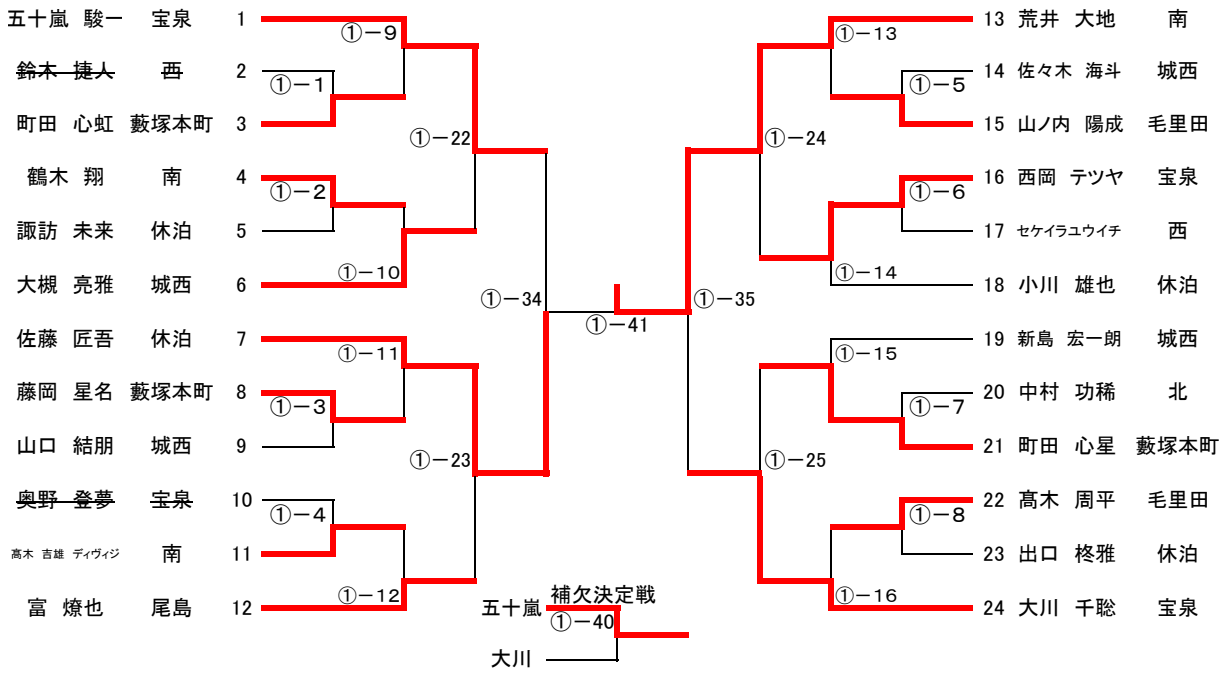 五十嵐 駿一 宝泉 1
①-9
鈴木 捷人 西 2
①-1
町田 心虹 藪塚本町 3
①-22
鶴木 翔 南 4
①-2
諏訪 未来 休泊 5
①-10
大槻 亮雅 城西 6
①-34
佐藤 匠吾 休泊 7
①-11
藤岡 星名 藪塚本町 8
①-3
山口 結朋 城西 9
①-23
奥野 登夢 宝泉 10
①-4
髙木 吉雄 ディヴィジ 南 11
①-12
富 燎也 尾島 12
①-41
13 荒井 大地 南
①-13
14 佐々木 海斗 城西
①-5
15 山ノ内 陽成 毛里田
①-24
16 西岡 テツヤ 宝泉
①-6
17 セケイラユウイチ 西
①-14
18 小川 雄也 休泊
①-35
19 新島 宏一朗 城西
①-15
20 中村 功稀 北
①-7
21 町田 心星 藪塚本町
①-25
22 髙木 周平 毛里田
①-8
23 出口 柊雅 休泊
①-16
24 大川 千聡 宝泉
補欠決定戦
五十嵐
①-40
大川